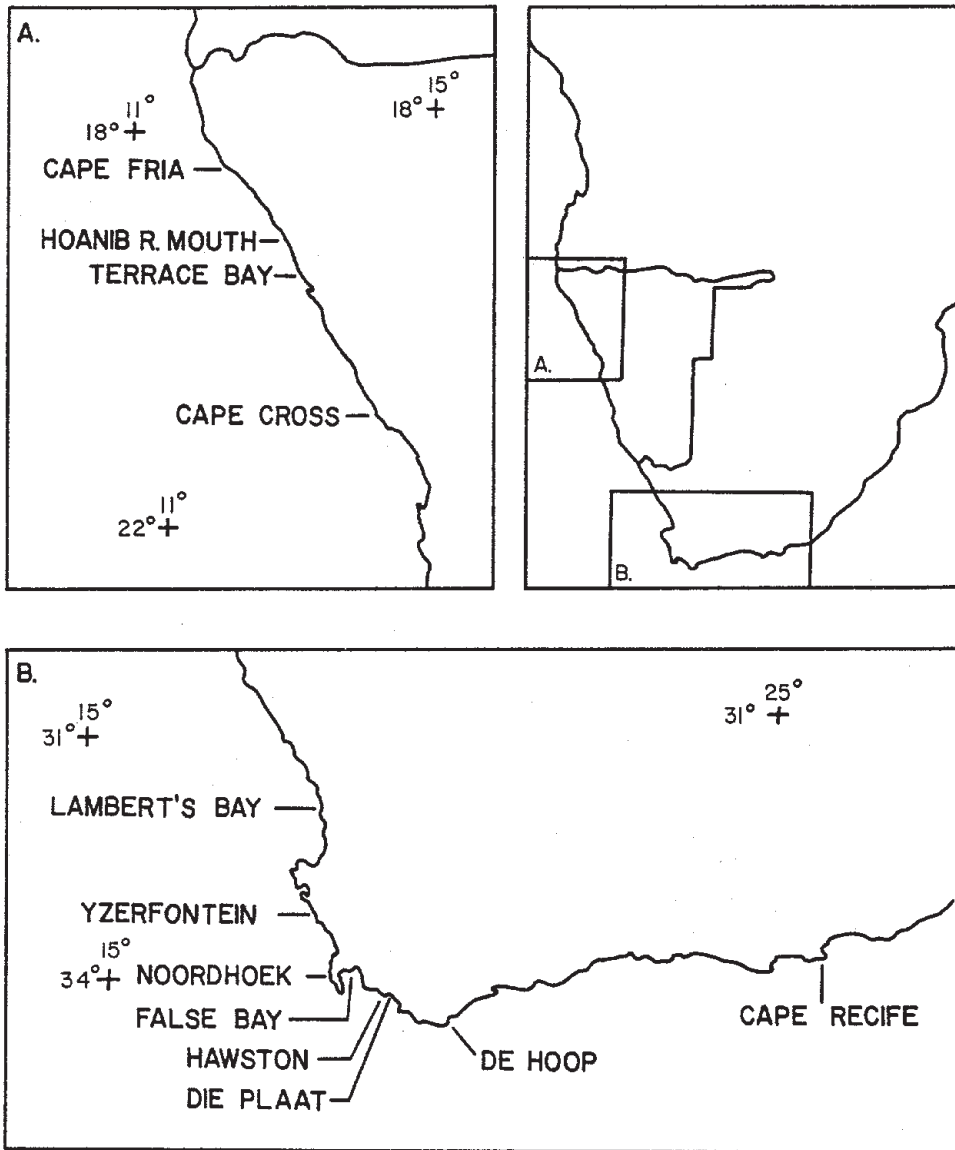 A.
15°
18°+
11°
18°+
CAPE FRIA
HOANIB R. MOUTH
TERRACE BAY
CAPE CROSS
11°
22°+
A.
B.
B.
15°
31°+
25°
31°+
LAMBERT'S BAY
YZERFONTEIN
15°
34°+
NOORDHOEK
FALSE BAY
HAWSTON
DIE PLAAT
DE HOOP
CAPE RECIFE